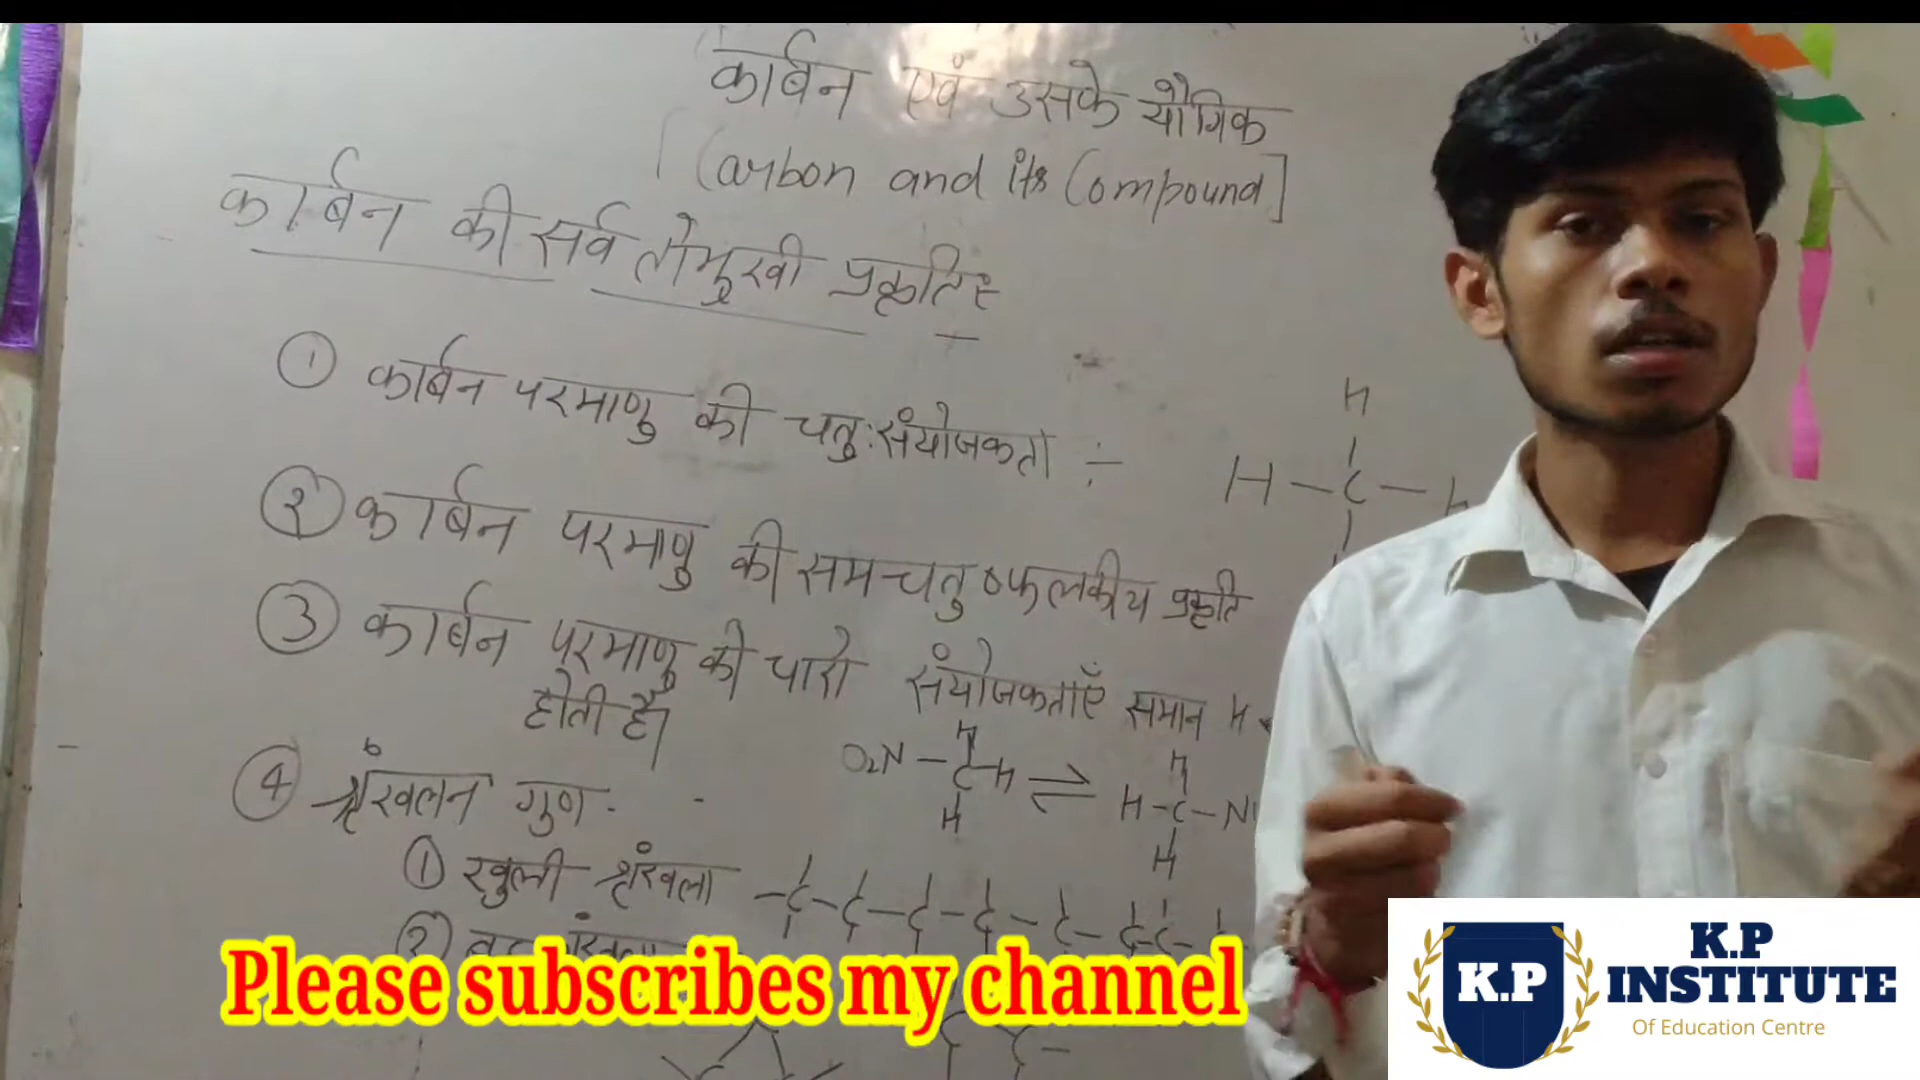 कार्बन एवं उसके यौगिक
[Carbon and its Compound]
कार्बन की सर्वतोमुखी प्रकृति :
① कार्बन परमाणु की चतुःसंयोजकता ÷
② कार्बन परमाणु की समचतुष्फलकीय प्रकृति
③ कार्बन परमाणु की चारो संयोजकताएँ समान
होती है।
④ श्रृंखलन गुण
① खुली श्रृंखला
H
H - C - H
H
O₂N - C - H ⇌ H - C - N
H
H
-C-C-C-C-C-C-C-
Please subscribes my channel
K.P
K.P
INSTITUTE
Of Education Centre